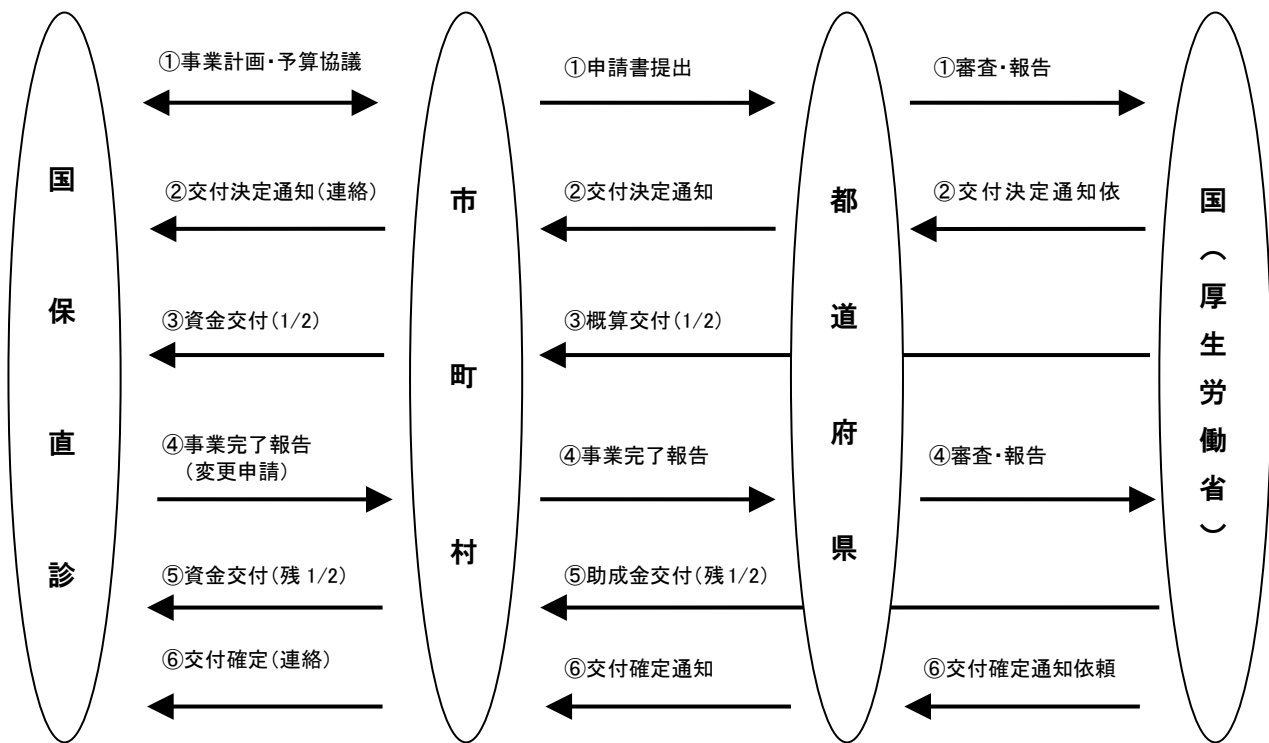 ①事業計画・予算協議
①申請書提出
①審査・報告
②交付決定通知(連絡)
②交付決定通知
②交付決定通知依
③資金交付(1/2)
③概算交付(1/2)
④事業完了報告
(変更申請)
④事業完了報告
④審査・報告
⑤資金交付(残1/2)
⑤助成金交付(残1/2)
⑥交付確定(連絡)
⑥交付確定通知
⑥交付確定通知依頼
国保直診
市町村
都道府県
国(厚生労働省)